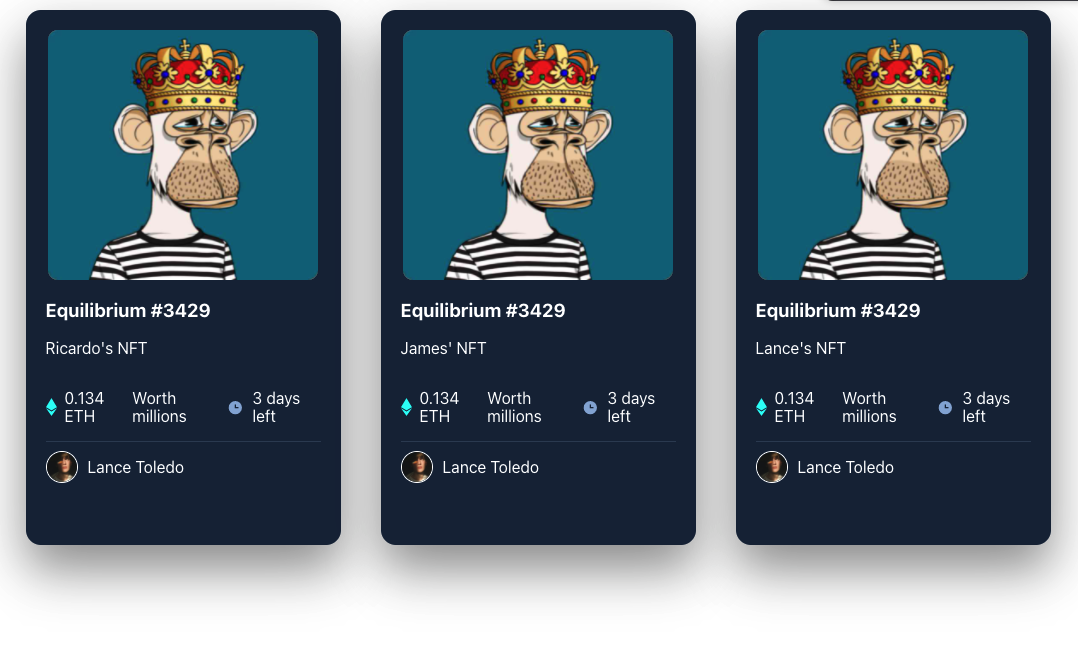 Equilibrium #3429
Ricardo's NFT
0.134
ETH
Worth
millions
3 days
left
Lance Toledo
Equilibrium #3429
James' NFT
0.134
ETH
Worth
millions
3 days
left
Lance Toledo
Equilibrium #3429
Lance's NFT
0.134
ETH
Worth
millions
3 days
left
Lance Toledo